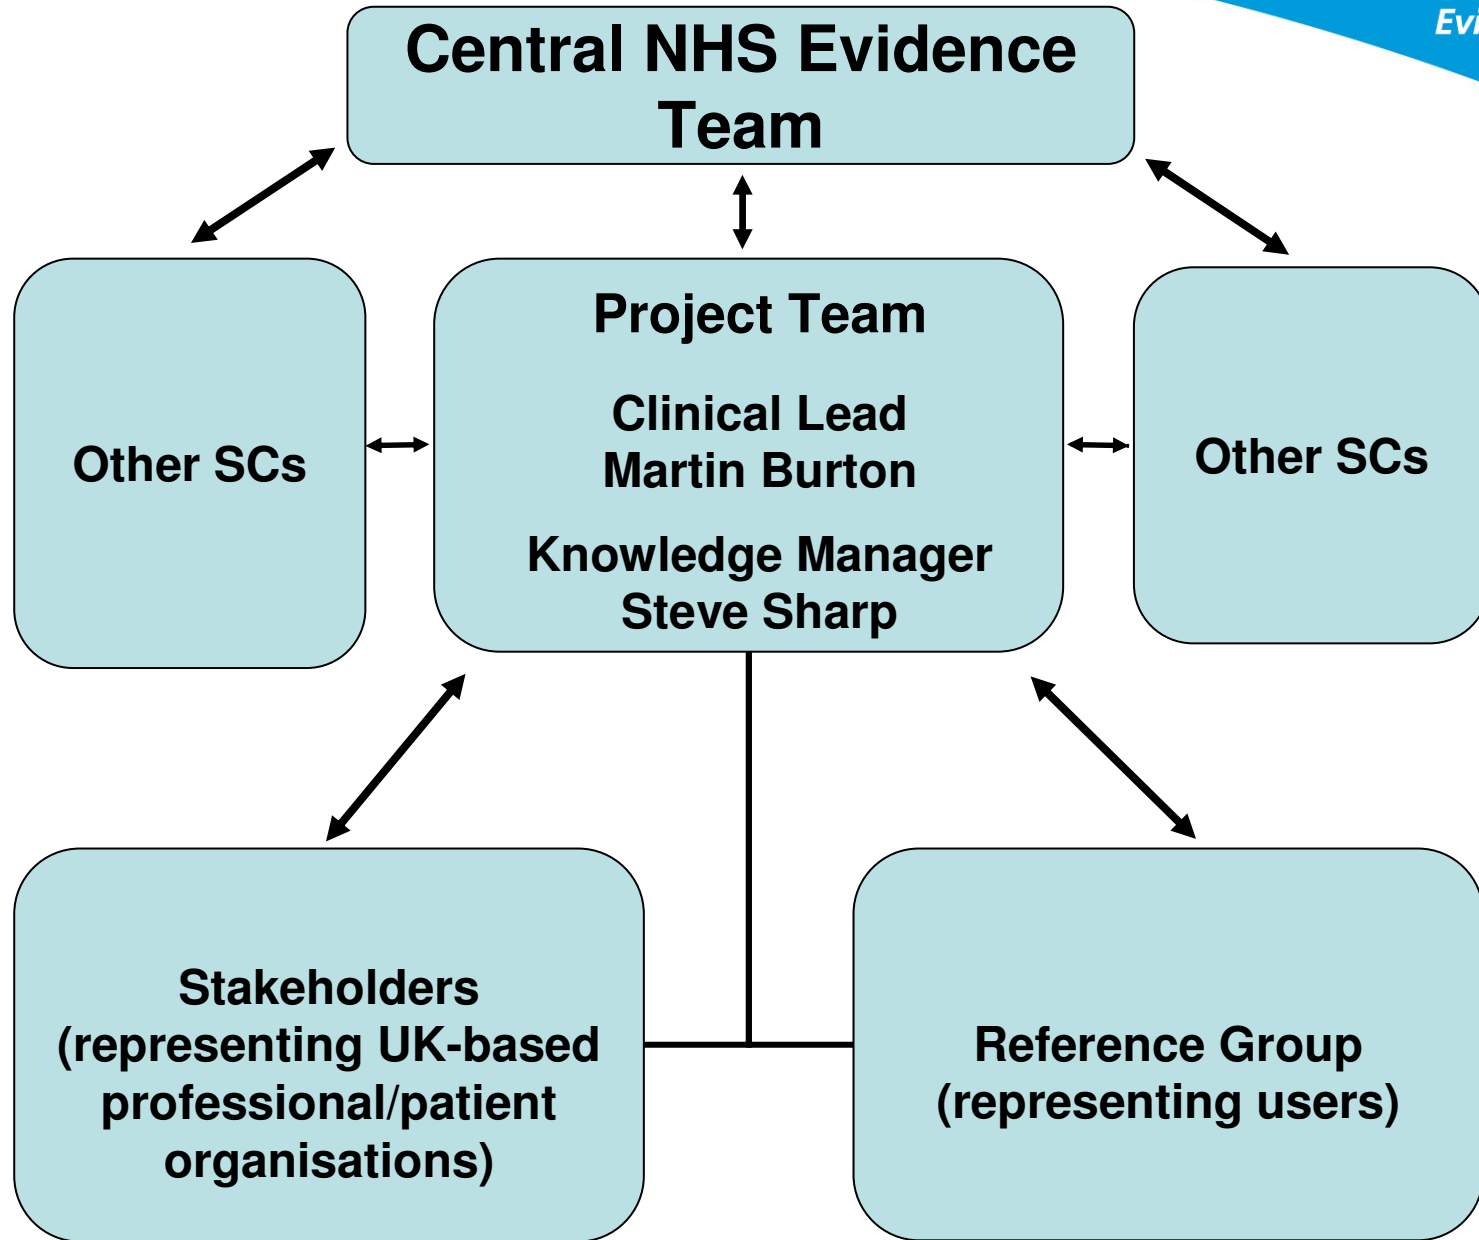 Central NHS Evidence
Team
Project Team
Clinical Lead
Martin Burton
Knowledge Manager
Steve Sharp
Other SCs
Other SCs
Stakeholders
(representing UK-based
professional/patient
organisations)
Reference Group
(representing users)